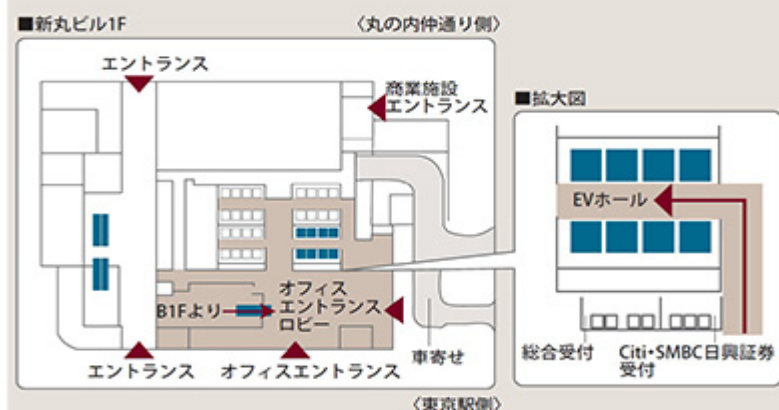 ■新丸ビル1F
〈丸の内仲通り側〉
エントランス
商業施設
エントランス
オフィス
エントランス
ロビー
B1Fより
エントランス
オフィスエントランス
車寄せ
〈東京駅側〉
■拡大図
EVホール
総合受付
Citi・SMBC日興証券
受付